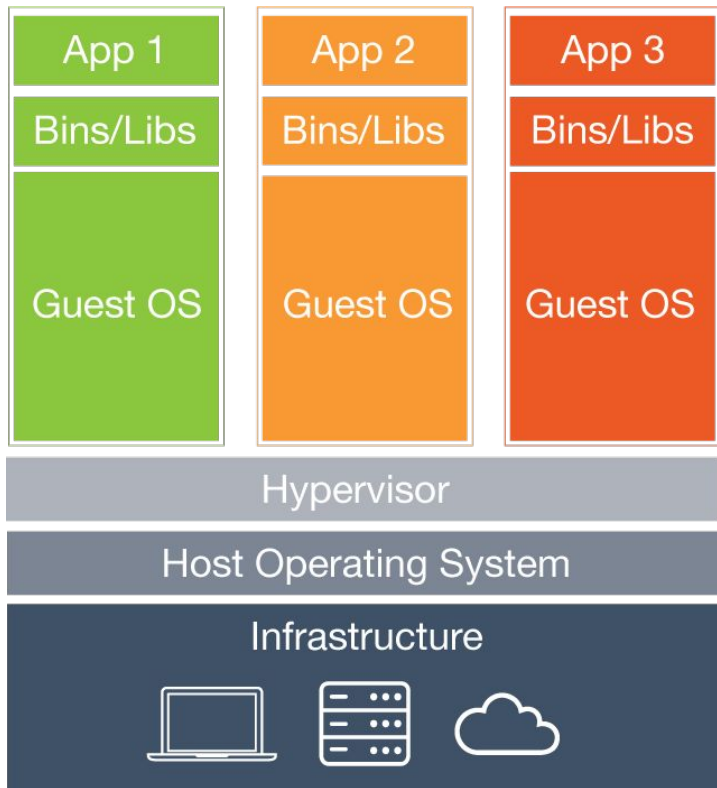 App 1
App 2
App 3
Bins/Libs
Bins/Libs
Bins/Libs
Guest OS
Guest OS
Guest OS
Hypervisor
Host Operating System
Infrastructure